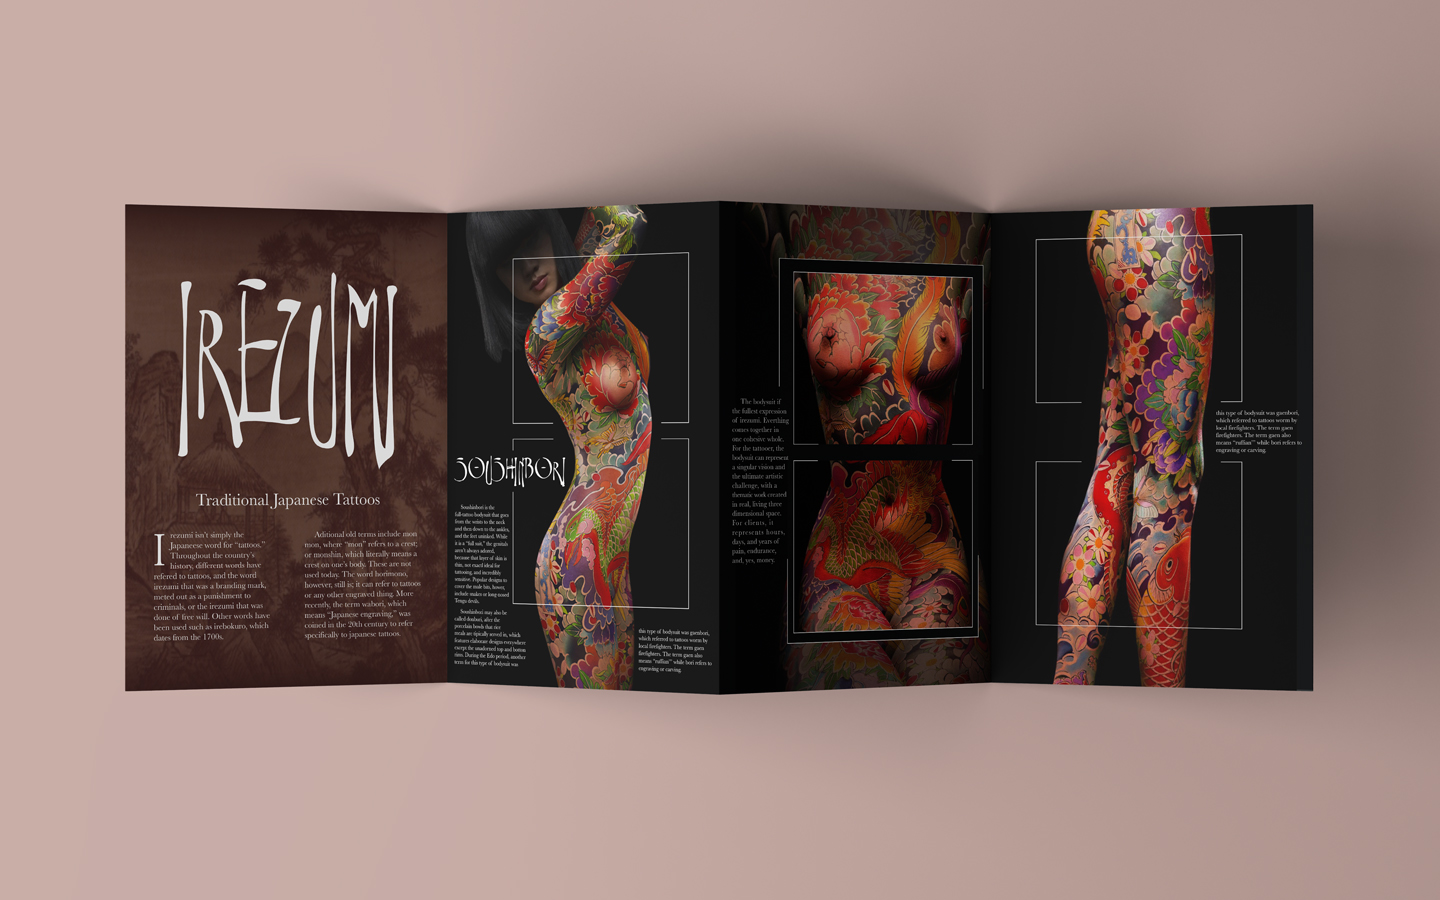 IREZUMI
Traditional Japanese Tattoos
Irezumi isn't simply the
Japaneese word for "tattoos."
Throughout the country's
history, different words have
refered to tattoos, and the word
irezumi that was a branding mark,
meted out as a punishment to
criminals, or the irezumi that was
done of free will. Other words have
been used such as irebokuro, which
dates from the 1700s.
Aditional old terms include mon
mon, where "mon" refers to a crest;
or monshin, which literally means a
crest on one's body. These are not
used today. The word horimono,
however, still is; it can refer to tattoos
or any other engraved thing. More
recently, the term wabori, which
means "Japanese engraving," was
coined in the 20th century to refer
specifically to japanese tattoos
SOUSHINBORI
Soushinbori is the
full-tattoo bodysuit that goes
from the wrists to the neck
and then down to the ankles,
and the feet uninked. While
it is a "full suit," the genitals
aren't always adored,
because that layer of skin is
thin, not exactl ideal for
tattooing, and incredibly
sensitive. Popular designs to
cover the male bits, hower,
include snakes or long-nosed
Tengu devils.
Soushinbori may also be
called donburi, after the
porcelain bowls that rice
meals are tipically served in, which
features elaborate designs everywhere
except the unadorned top and bottom
rims. During the Edo period, another
term for this type of bodysuit was
this type of bodysuit was gaenbori,
which referred to tattoos worn by
local firefighters. The term gaen
firefighters. The term gaen also
means "ruffian" while bori refers to
engraving or carving.
The bodysuit if
the fullest expression
of irezumi. Everything
comes together in
one cohesive whole.
For the tattooer, the
bodysuit can represent
a singular vision and
the ultimate artistic
challenge, with a
thematic work created
in real, living three
dimensional space.
For clients, it
represents hours,
days, and years of
pain, endurance,
and, yes, money.
this type of bodysuit was gaenbori,
which referred to tattoos worn by
local firefighters. The term gaen
firefighters. The term gaen also
means "ruffian" while bori refers to
engraving or carving.